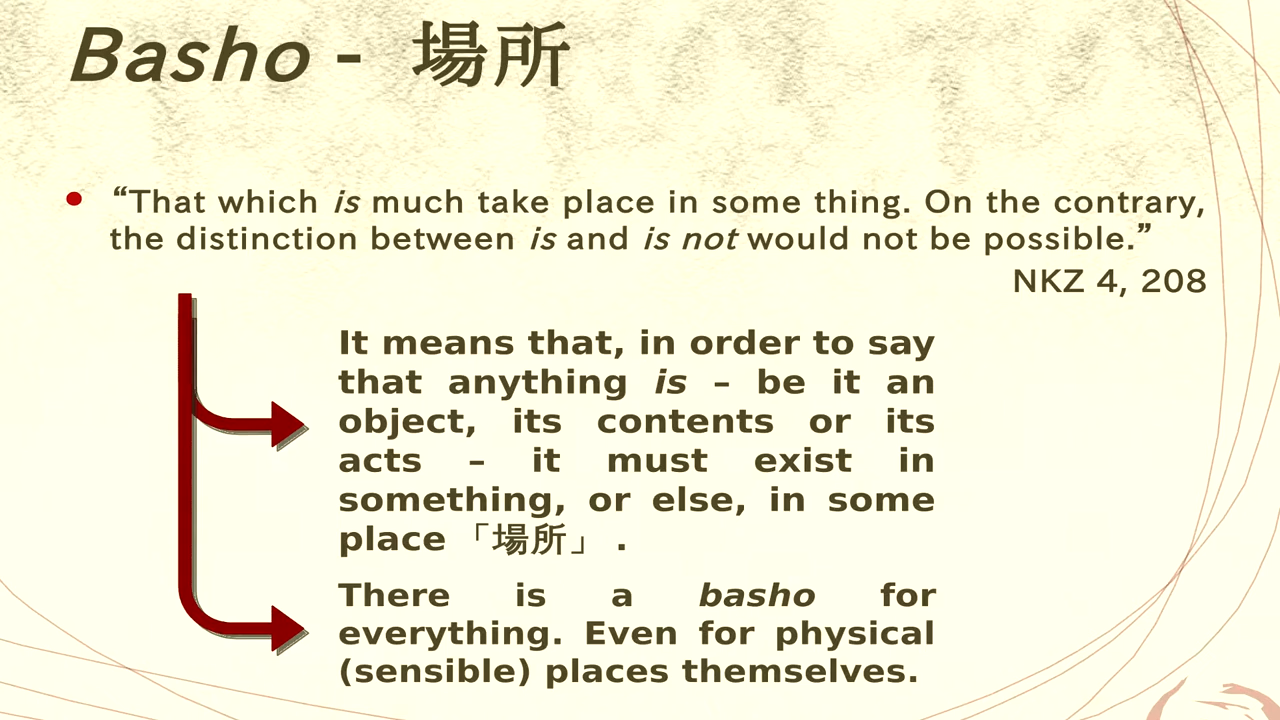 Basho - 場所
“That which is much take place in some thing. On the contrary,
the distinction between is and is not would not be possible.”
NKZ 4, 208
It means that, in order to say
that anything is – be it an
object, its contents or its
acts – it must exist in
something, or else, in some
place 「場所」 .
There is a basho for
everything. Even for physical
(sensible) places themselves.